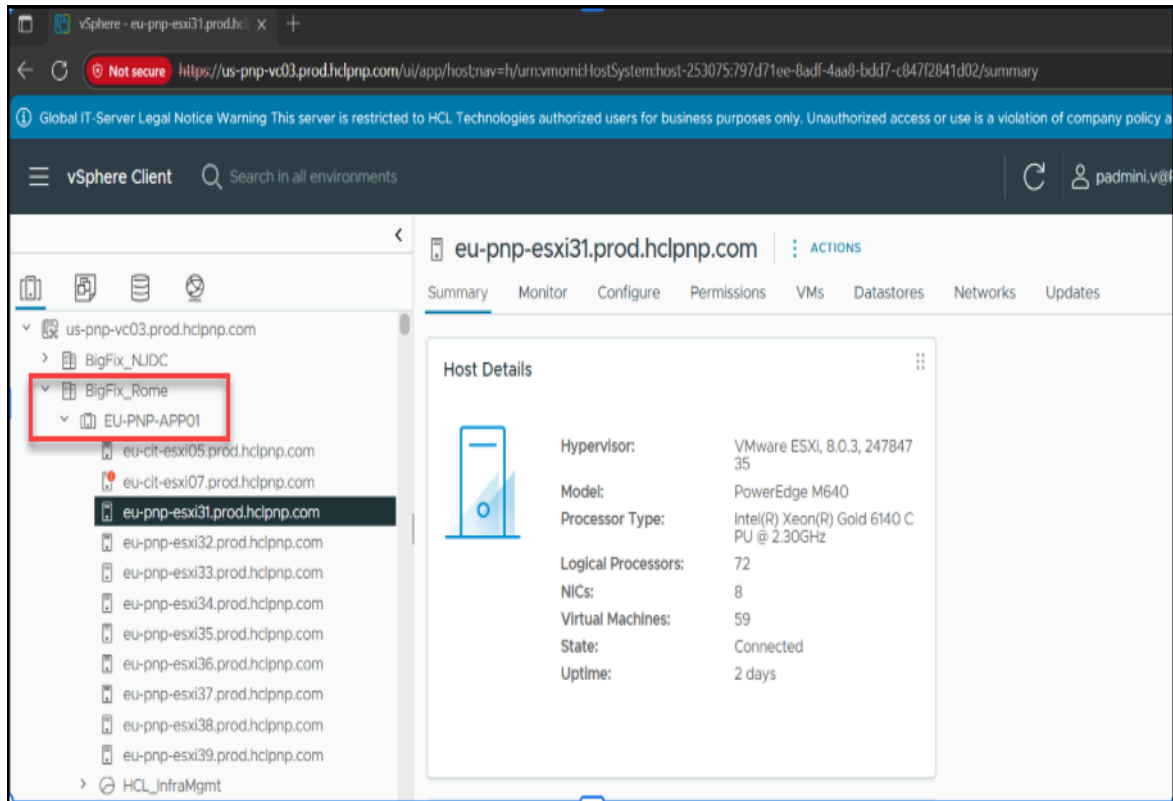 vSphere - eu-pnp-esxi31.prod.hcl
Not secure https://us-pnp-vc03.prod.hclpnp.com/ui/app/host;nav=h/urn:vmomi:HostSystem:host-253075:797d71ee-8adf-4aa8-bdd7-c847f2841d02/summary
Global IT-Server Legal Notice Warning This server is restricted to HCL Technologies authorized users for business purposes only. Unauthorized access or use is a violation of company policy a
vSphere Client Search in all environments padmini.v@
eu-pnp-esxi31.prod.hclpnp.com ACTIONS
Summary Monitor Configure Permissions VMs Datastores Networks Updates
us-pnp-vc03.prod.hclpnp.com
BigFix_NJDC
BigFix_Rome
EU-PNP-APP01
eu-cit-esxi05.prod.hclpnp.com
eu-cit-esxi07.prod.hclpnp.com
eu-pnp-esxi31.prod.hclpnp.com
eu-pnp-esxi32.prod.hclpnp.com
eu-pnp-esxi33.prod.hclpnp.com
eu-pnp-esxi34.prod.hclpnp.com
eu-pnp-esxi35.prod.hclpnp.com
eu-pnp-esxi36.prod.hclpnp.com
eu-pnp-esxi37.prod.hclpnp.com
eu-pnp-esxi38.prod.hclpnp.com
eu-pnp-esxi39.prod.hclpnp.com
HCL_InfraMgmt
Host Details
Hypervisor: VMware ESXi, 8.0.3, 247847
35
Model: PowerEdge M640
Processor Type: Intel(R) Xeon(R) Gold 6140 C
PU @ 2.30GHz
Logical Processors: 72
NICs: 8
Virtual Machines: 59
State: Connected
Uptime: 2 days